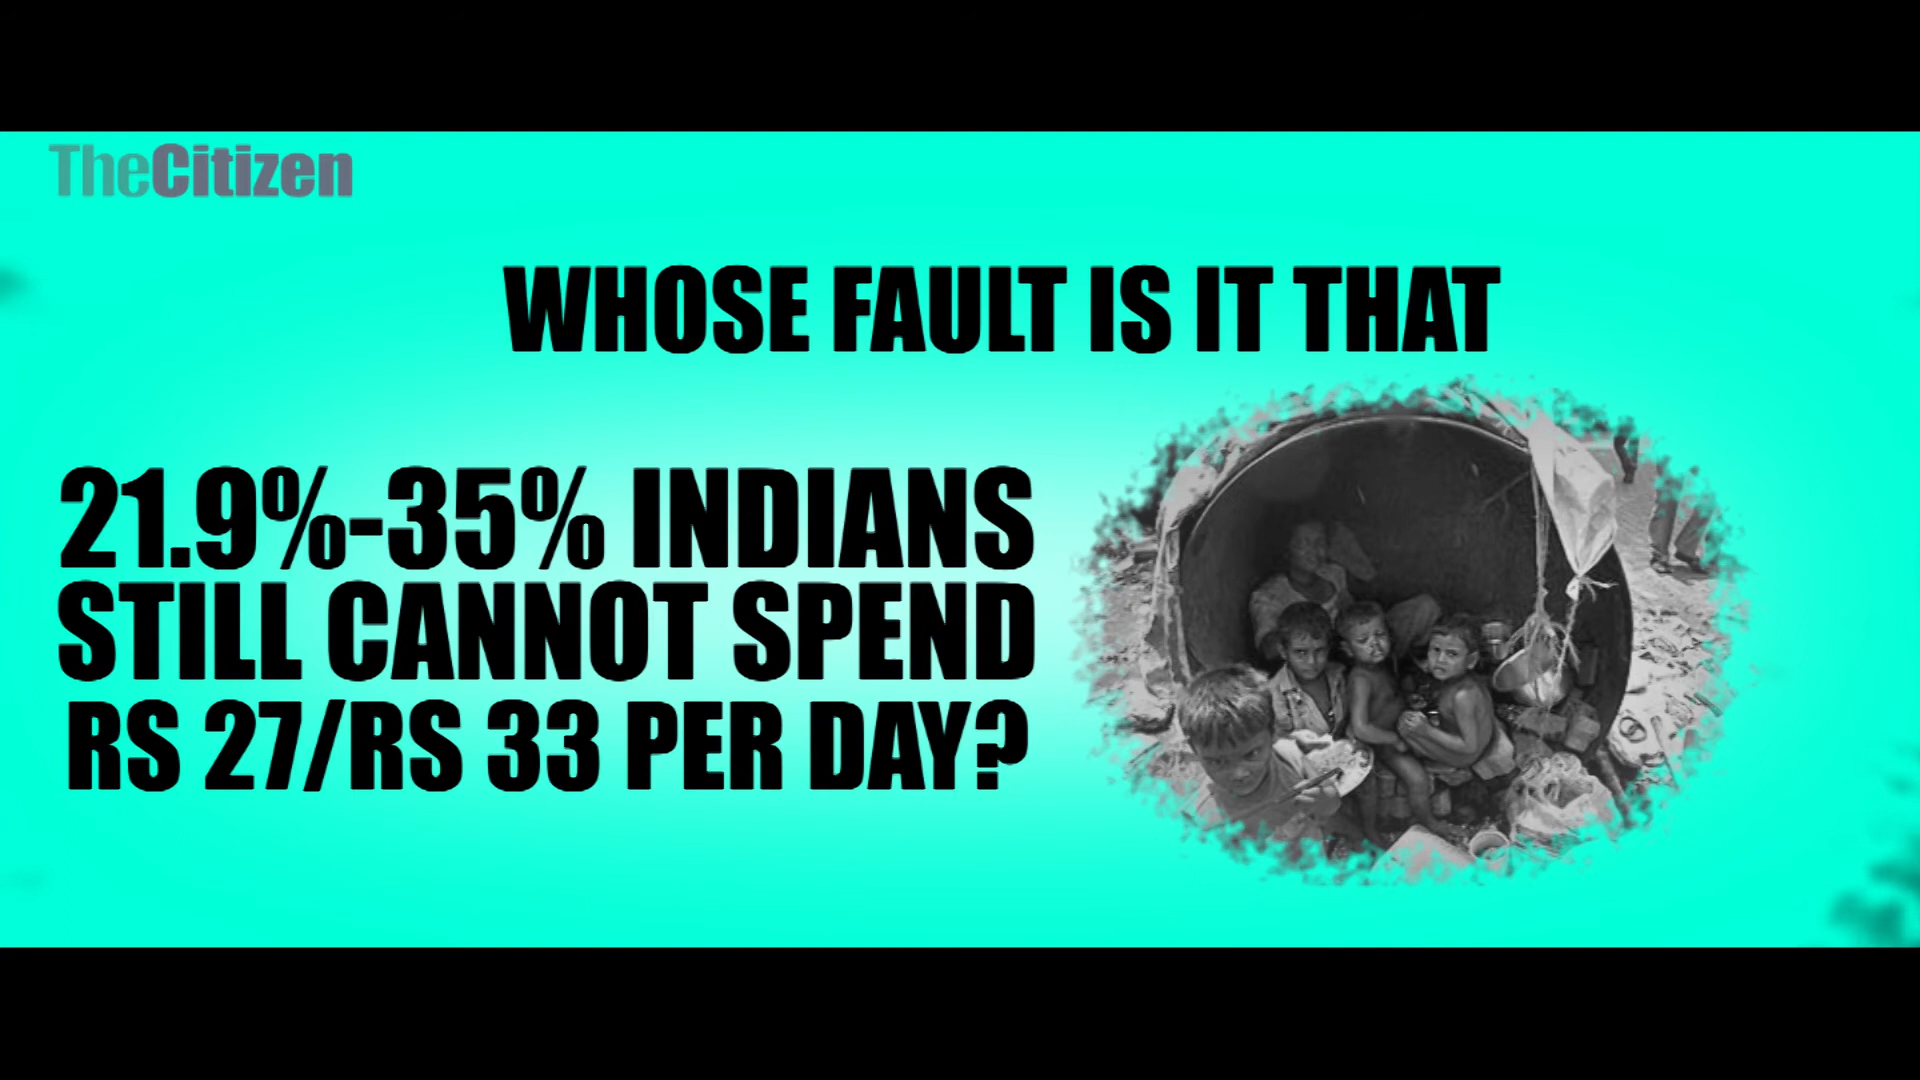 TheCitizen
WHOSE FAULT IS IT THAT
21.9%-35% INDIANS
STILL CANNOT SPEND
RS 27/RS 33 PER DAY?